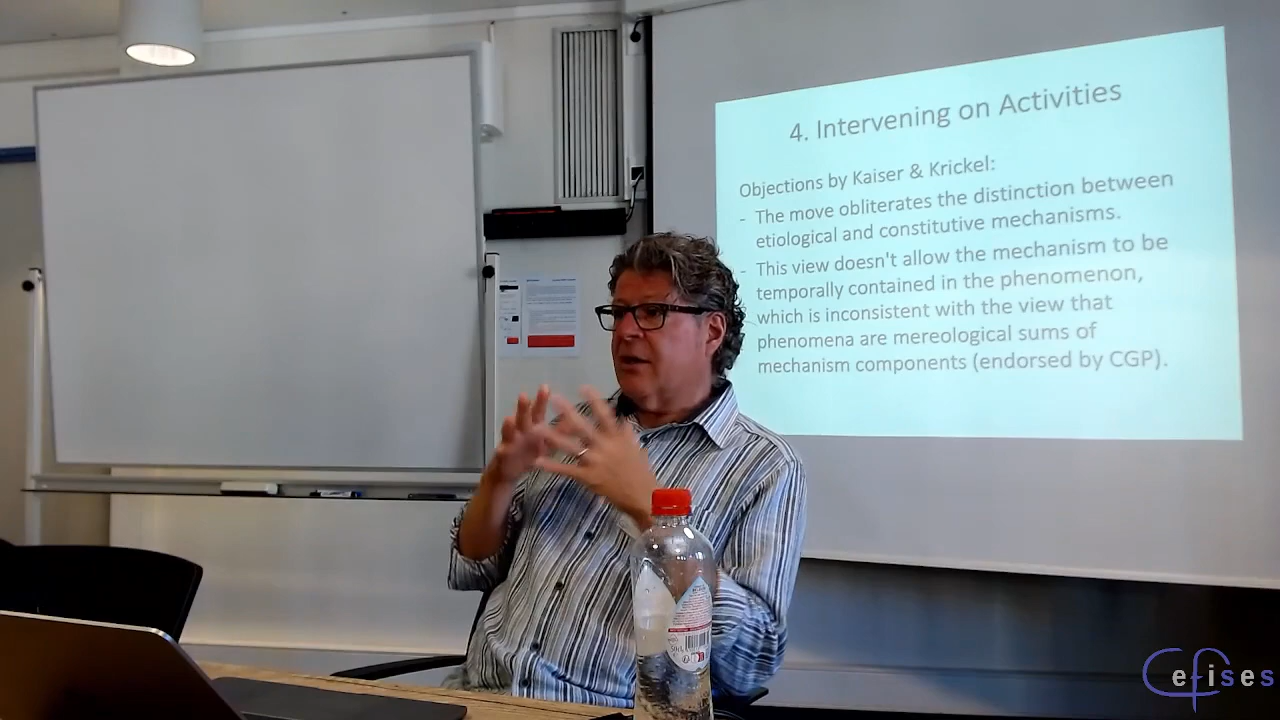 4. Intervening on Activities
Objections by Kaiser & Krickel:
- The move obliterates the distinction between
etiological and constitutive mechanisms.
- This view doesn't allow the mechanism to be
temporally contained in the phenomenon,
which is inconsistent with the view that
phenomena are mereological sums of
mechanism components (endorsed by CGP).
Cefises